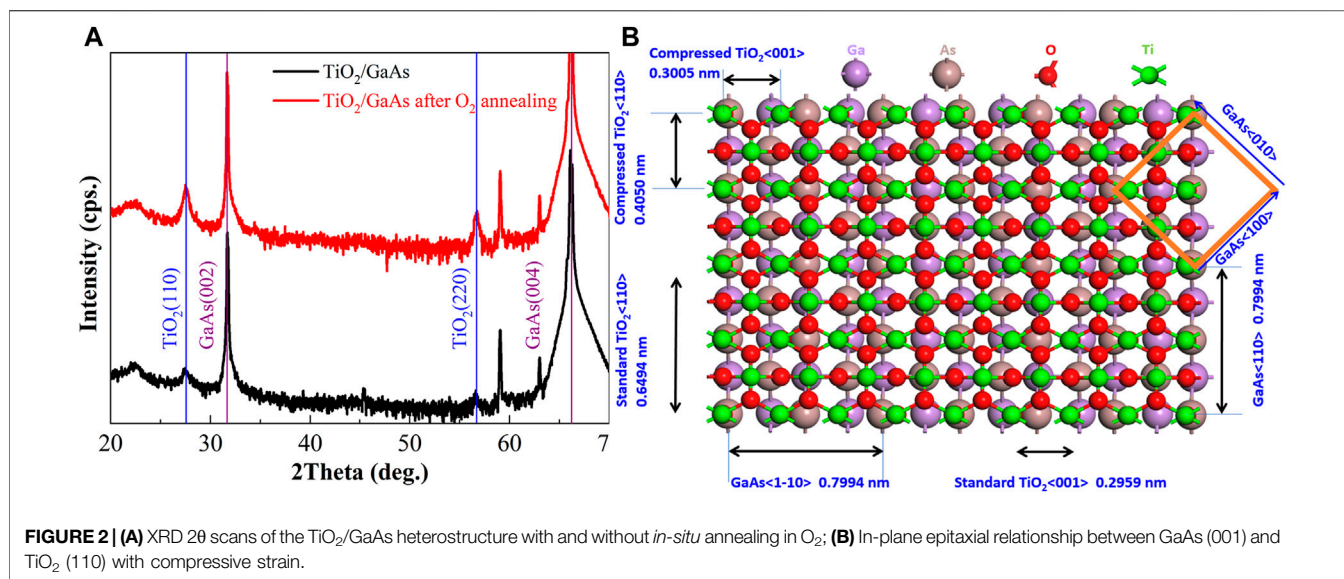 A
TiO2/GaAs
TiO2/GaAs after O2 annealing
Intensity (cps.)
TiO2(110)
GaAs(002)
TiO2(220)
GaAs(004)
20
30
40
50
60
7
2Theta (deg.)
B
Compressed TiO2<001>
0.3005 nm
Ga
As
O
Ti
Compressed TiO2<110>
0.4050 nm
Standard TiO2<110>
0.6494 nm
GaAs<010>
GaAs<100>
GaAs<110> 0.7994 nm
GaAs<1-10> 0.7994 nm
Standard TiO2<001> 0.2959 nm
FIGURE 2 | (A) XRD 2θ scans of the TiO2/GaAs heterostructure with and without in-situ annealing in O2; (B) In-plane epitaxial relationship between GaAs (001) and
TiO2 (110) with compressive strain.